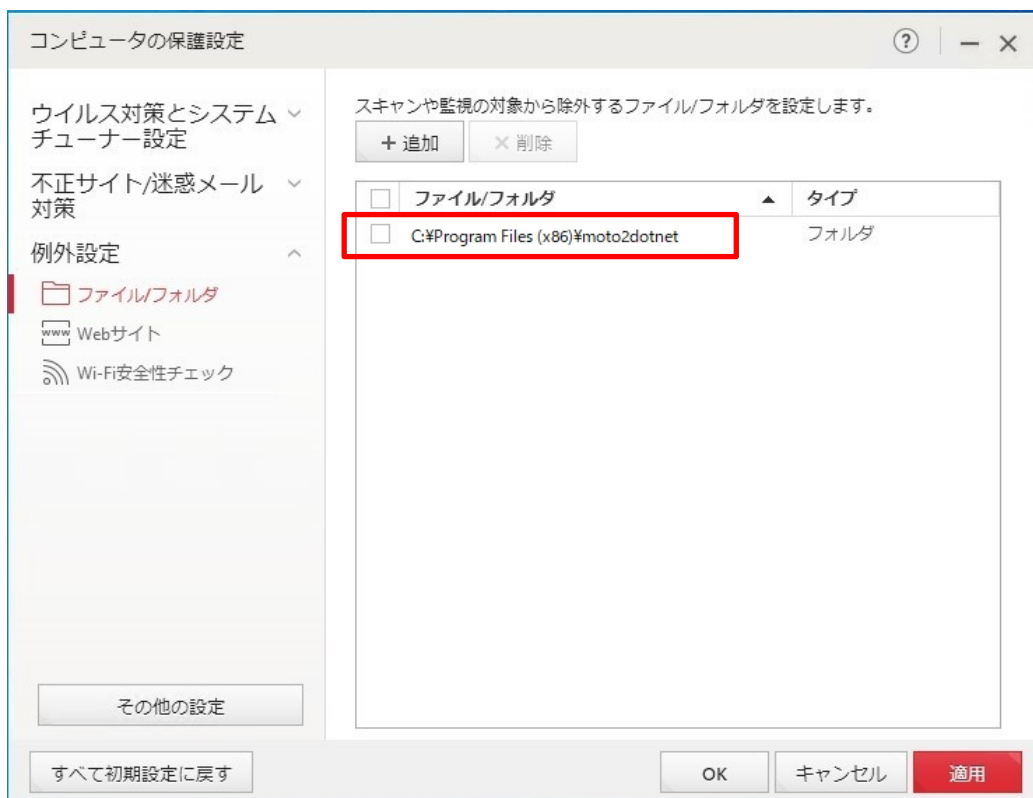 コンピュータの保護設定
ウイルス対策とシステム
チューナー設定
不正サイト/迷惑メール
対策
例外設定
ファイル/フォルダ
www Webサイト
Wi-Fi安全性チェック
その他の設定
スキャンや監視の対象から除外するファイル/フォルダを設定します。
+ 追加 × 削除
ファイル/フォルダ ▲ タイプ
C:¥Program Files (x86)¥moto2dotnet フォルダ
すべて初期設定に戻す OK キャンセル 適用